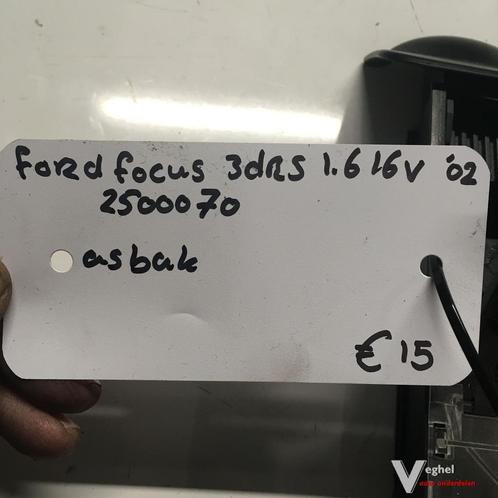 Ford focus 3dRS 1.6 16v '02
2500070
asbak
€ 15
Veghel
auto onderdelen